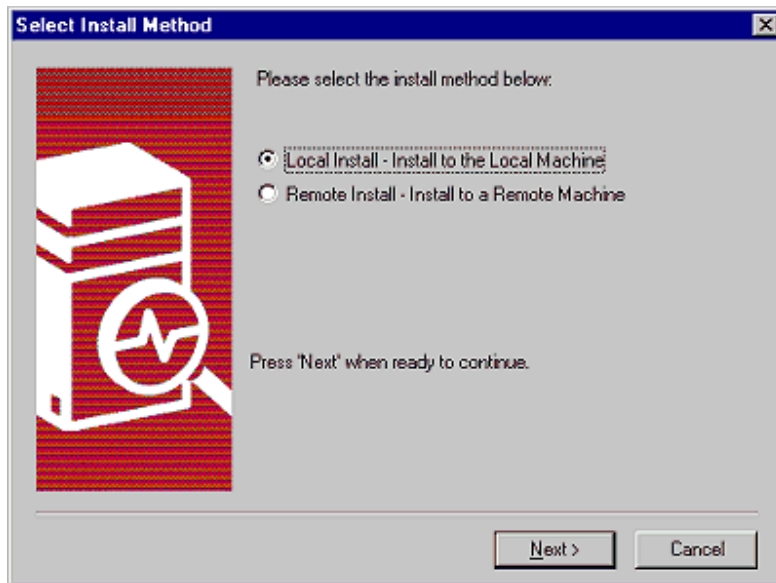 Select Install Method
Please select the install method below:
Local Install - Install to the Local Machine
Remote Install - Install to a Remote Machine
Press 'Next' when ready to continue.
Next >
Cancel